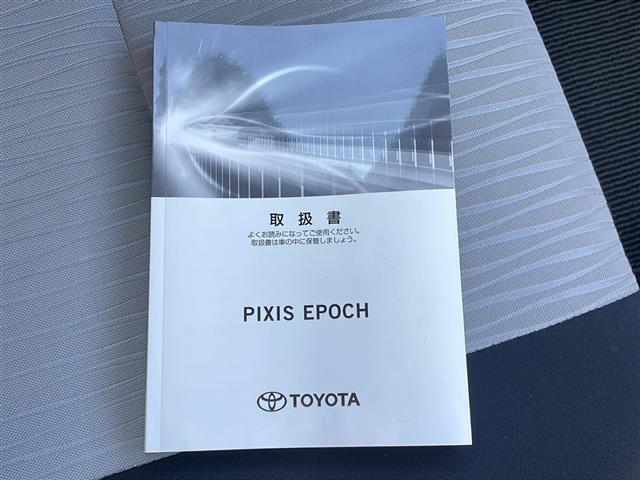 取扱書
よくお読みになってご使用ください。
取扱書は車の中に保管しましょう。
PIXIS EPOCH
TOYOTA